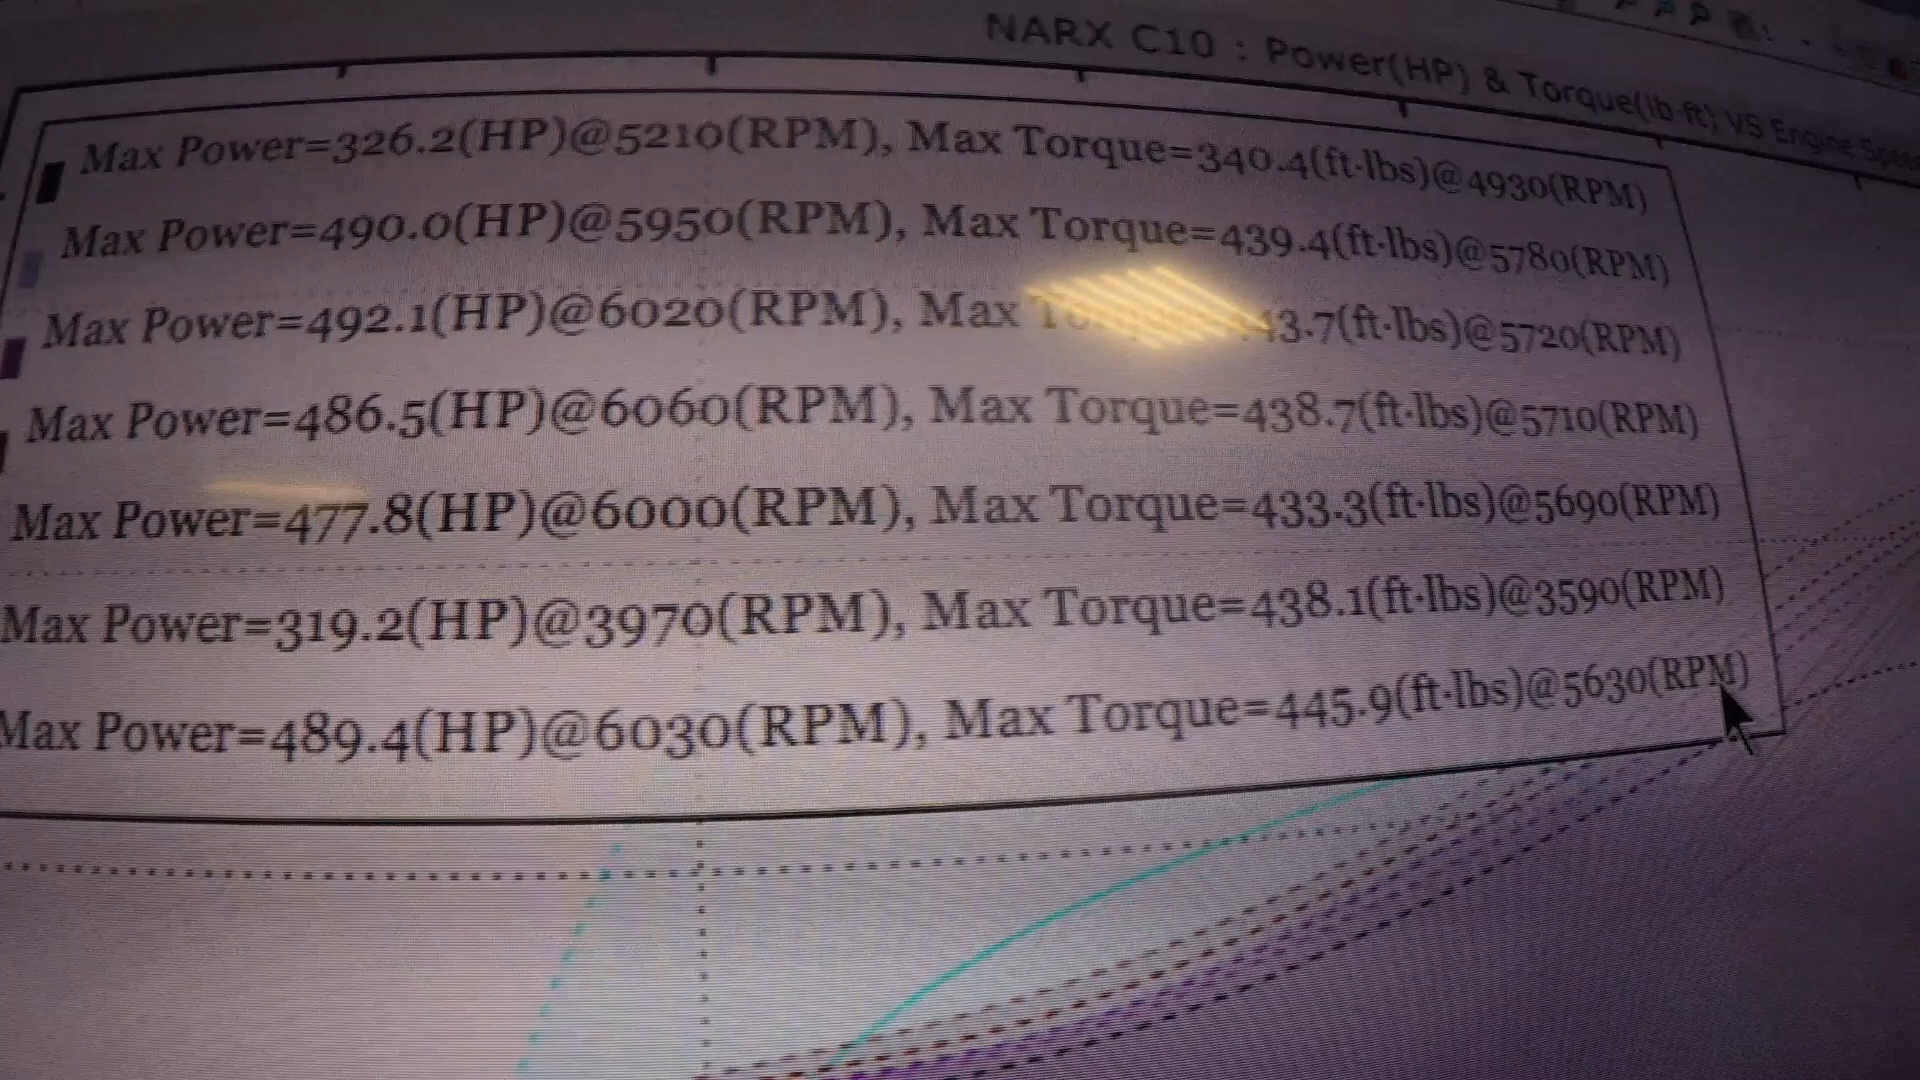 NARX C10 : Power(HP) & Torque(lb-ft) VS Engine Speed
Max Power=326.2(HP)@5210(RPM), Max Torque=340.4(ft-lbs)@4930(RPM)
Max Power=490.0(HP)@5950(RPM), Max Torque=439.4(ft-lbs)@5780(RPM)
Max Power=492.1(HP)@6020(RPM), Max 43.7(ft-lbs)@5720(RPM)
Max Power=486.5(HP)@6060(RPM), Max Torque=438.7(ft-lbs)@5710(RPM)
Max Power=477.8(HP)@6000(RPM), Max Torque=433.3(ft-lbs)@5690(RPM)
Max Power=319.2(HP)@3970(RPM), Max Torque=438.1(ft-lbs)@3590(RPM)
Max Power=489.4(HP)@6030(RPM), Max Torque=445.9(ft-lbs)@5630(RPM)